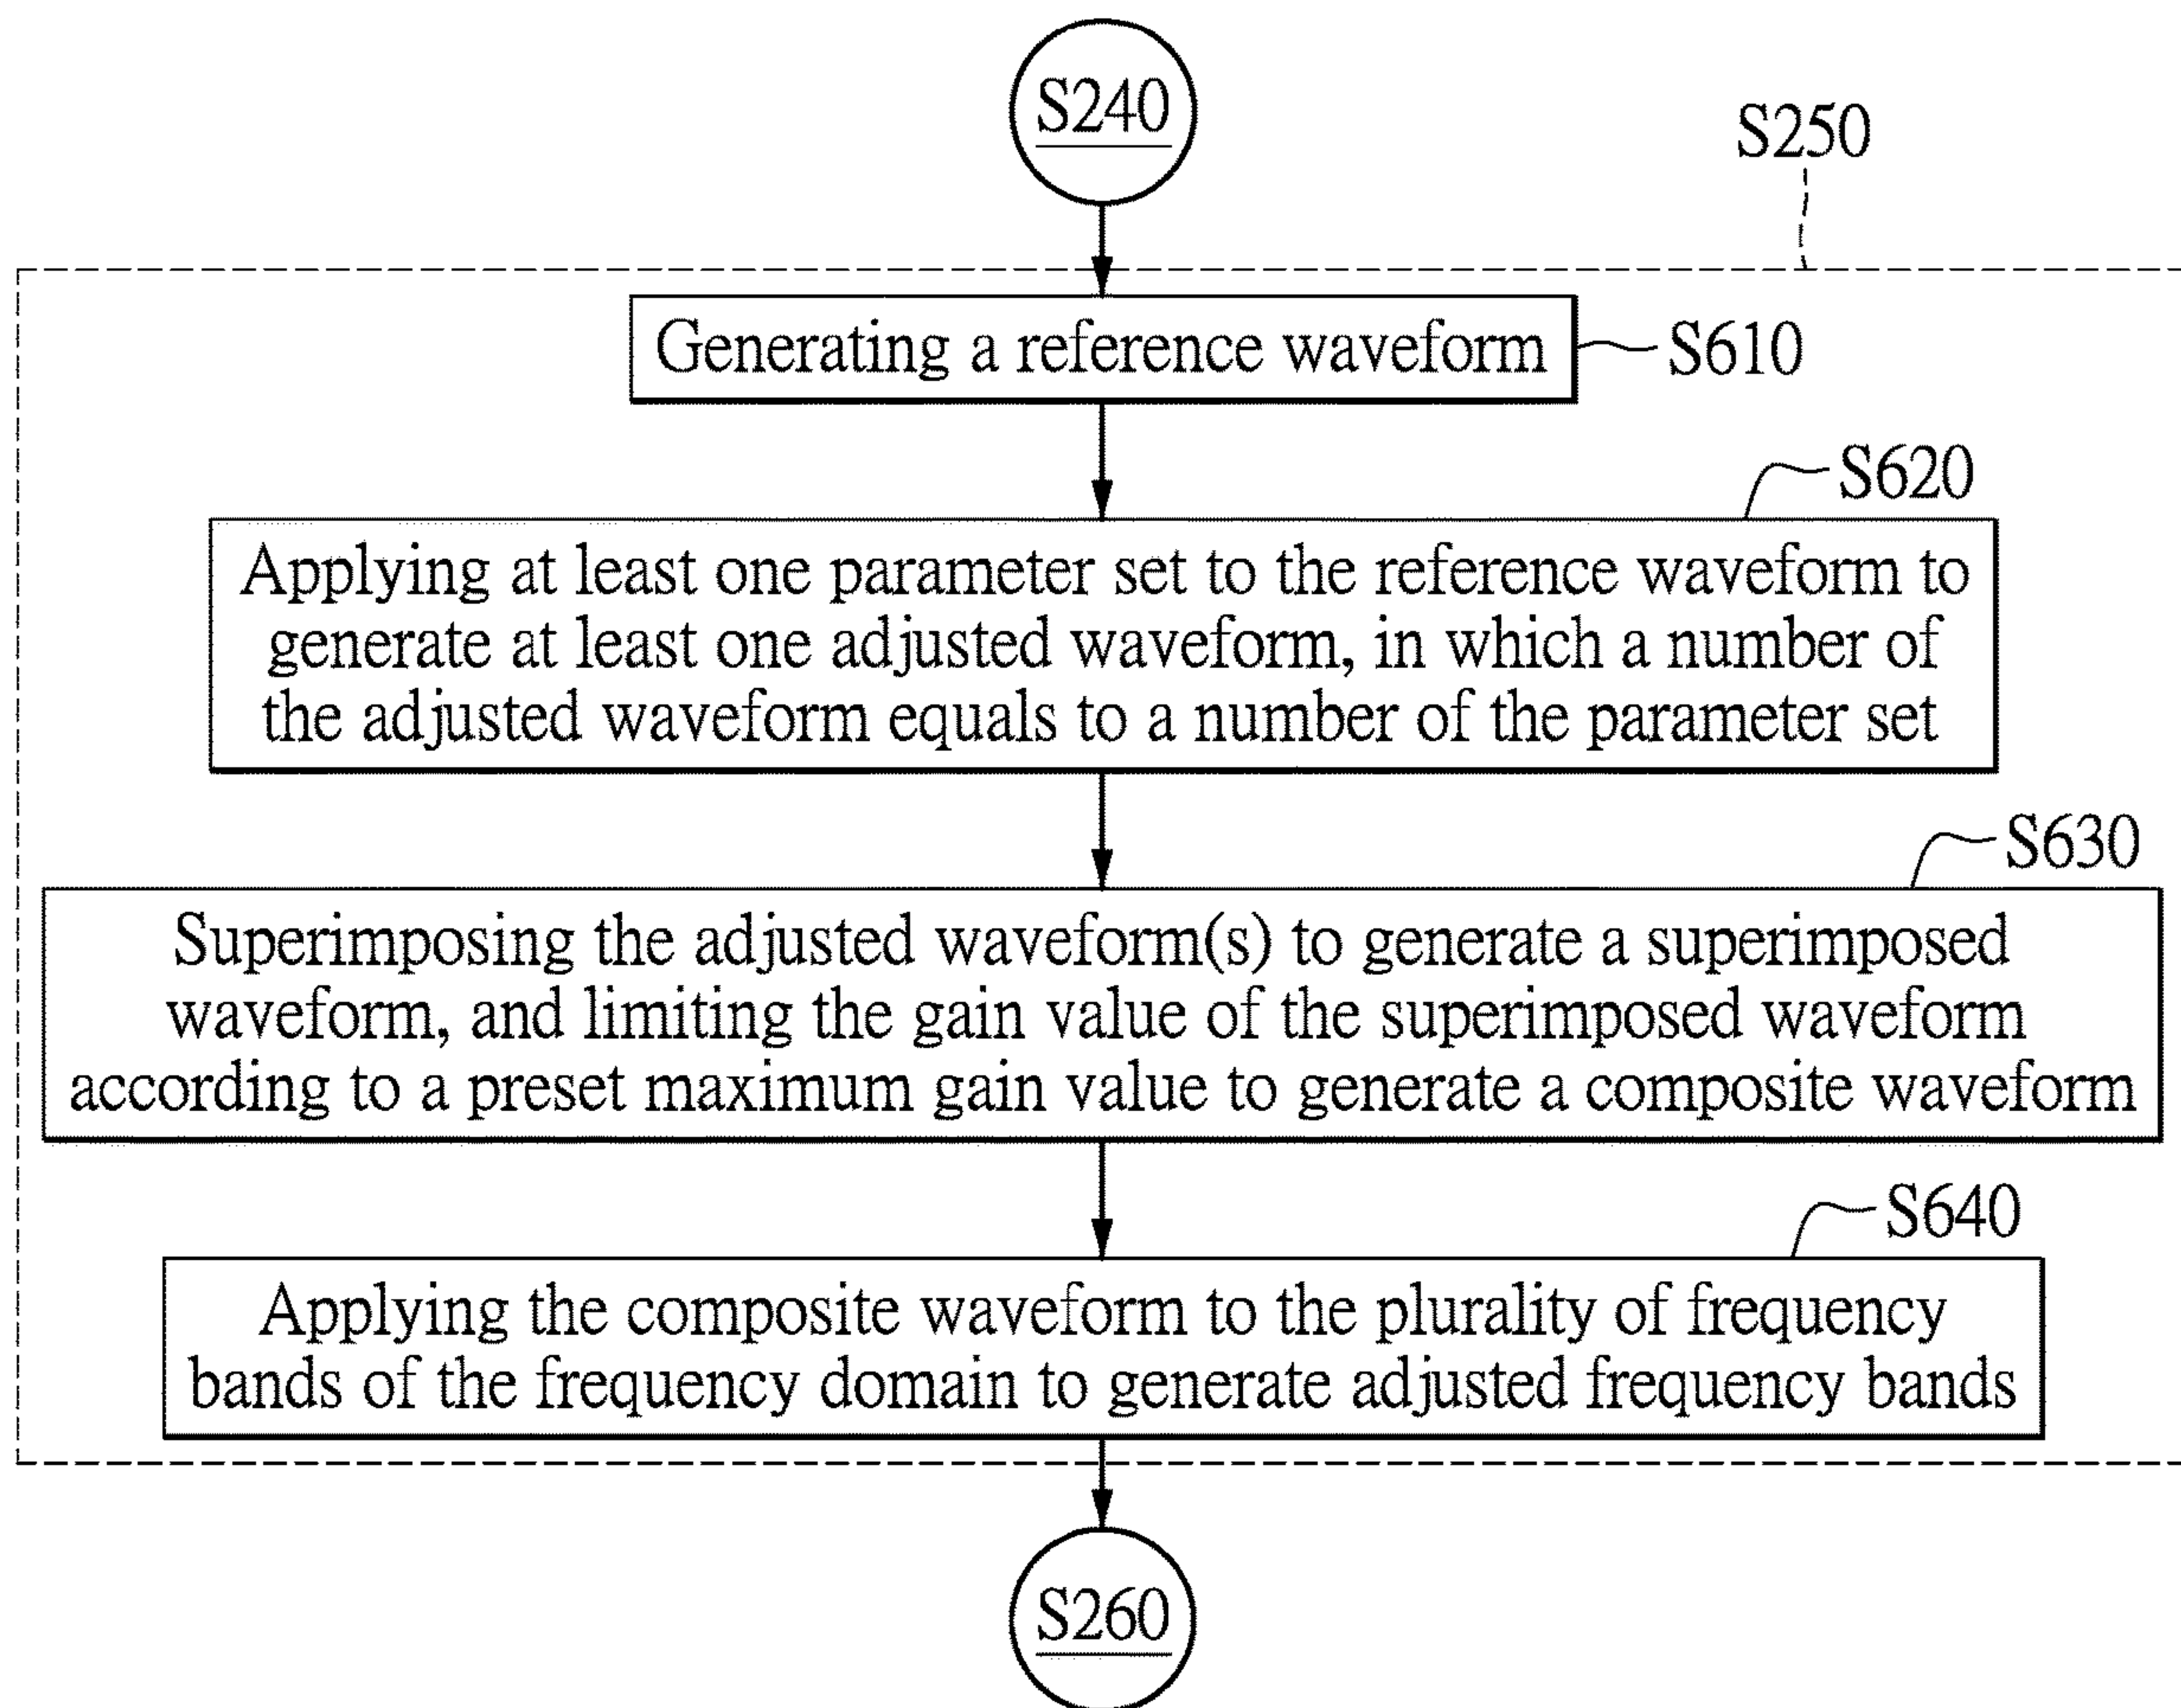 S240
S250
Generating a reference waveform
S610
S620
Applying at least one parameter set to the reference waveform to
generate at least one adjusted waveform, in which a number of
the adjusted waveform equals to a number of the parameter set
S630
Superimposing the adjusted waveform(s) to generate a superimposed
waveform, and limiting the gain value of the superimposed waveform
according to a preset maximum gain value to generate a composite waveform
S640
Applying the composite waveform to the plurality of frequency
bands of the frequency domain to generate adjusted frequency bands
S260